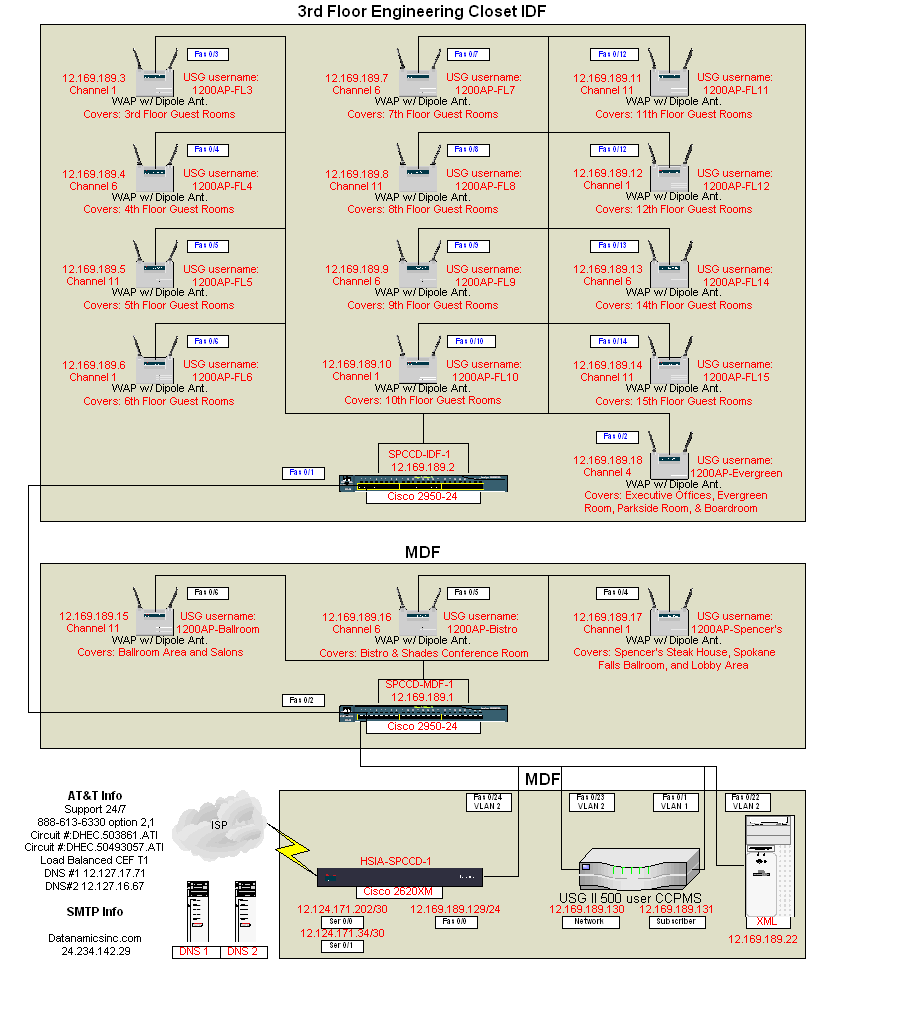 3rd Floor Engineering Closet IDF
Fan 0/3
12.169.189.3
Channel 1
USG username:
1200AP-FL3
WAP w/ Dipole Ant.
Covers: 3rd Floor Guest Rooms
Fan 0/7
12.169.189.7
Channel 6
USG username:
1200AP-FL7
WAP w/ Dipole Ant.
Covers: 7th Floor Guest Rooms
Fan 0/12
12.169.189.11
Channel 11
USG username:
1200AP-FL11
WAP w/ Dipole Ant.
Covers: 11th Floor Guest Rooms
Fan 0/4
12.169.189.4
Channel 6
USG username:
1200AP-FL4
WAP w/ Dipole Ant.
Covers: 4th Floor Guest Rooms
Fan 0/8
12.169.189.8
Channel 11
USG username:
1200AP-FL8
WAP w/ Dipole Ant.
Covers: 8th Floor Guest Rooms
Fan 0/12
12.169.189.12
Channel 1
USG username:
1200AP-FL12
WAP w/ Dipole Ant.
Covers: 12th Floor Guest Rooms
Fan 0/5
12.169.189.5
Channel 11
USG username:
1200AP-FL5
WAP w/ Dipole Ant.
Covers: 5th Floor Guest Rooms
Fan 0/9
12.169.189.9
Channel 6
USG username:
1200AP-FL9
WAP w/ Dipole Ant.
Covers: 9th Floor Guest Rooms
Fan 0/13
12.169.189.13
Channel 6
USG username:
1200AP-FL14
WAP w/ Dipole Ant.
Covers: 14th Floor Guest Rooms
Fan 0/6
12.169.189.6
Channel 1
USG username:
1200AP-FL6
WAP w/ Dipole Ant.
Covers: 6th Floor Guest Rooms
Fan 0/10
12.169.189.10
Channel 1
USG username:
1200AP-FL10
WAP w/ Dipole Ant.
Covers: 10th Floor Guest Rooms
Fan 0/14
12.169.189.14
Channel 11
USG username:
1200AP-FL15
WAP w/ Dipole Ant.
Covers: 15th Floor Guest Rooms
Fan 0/1
SPCCD-IDF-1
12.169.189.2
Cisco 2950-24
Fan 0/2
12.169.189.18
Channel 4
USG username:
1200AP-Evergreen
WAP w/ Dipole Ant.
Covers: Executive Offices, Evergreen
Room, Parkside Room, & Boardroom
MDF
Fan 0/6
12.169.189.15
Channel 11
USG username:
1200AP-Ballroom
WAP w/ Dipole Ant.
Covers: Ballroom Area and Salons
Fan 0/5
12.169.189.16
Channel 6
USG username:
1200AP-Bistro
WAP w/ Dipole Ant.
Covers: Bistro & Shades Conference Room
Fan 0/4
12.169.189.17
Channel 1
USG username:
1200AP-Spencer's
WAP w/ Dipole Ant.
Covers: Spencer's Steak House, Spokane
Falls Ballroom, and Lobby Area
Fan 0/2
SPCCD-MDF-1
12.169.189.1
Cisco 2950-24
AT&T Info
Support 24/7
888-613-6330 option 2,1
Circuit #:DHEC.503861.ATI
Circuit #:DHEC.50493057.ATI
Load Balanced CEF T1
DNS #1 12.127.17.71
DNS#2 12.127.16.67
SMTP Info
Datanamicsinc.com
24.234.142.29
ISP
DNS 1
DNS 2
MDF
Fan 0/24
VLAN 2
Fan 0/23
VLAN 2
Fan 0/1
VLAN 1
Fan 0/22
VLAN 2
HSIA-SPCCD-1
Cisco 2620XM
12.124.171.202/30
Ser 0/0
12.124.171.34/30
Ser 0/1
12.169.189.129/24
Fan 0/0
USG II 500 user CCPMS
12.169.189.130
Network
12.169.189.131
Subscriber
XML
12.169.189.22